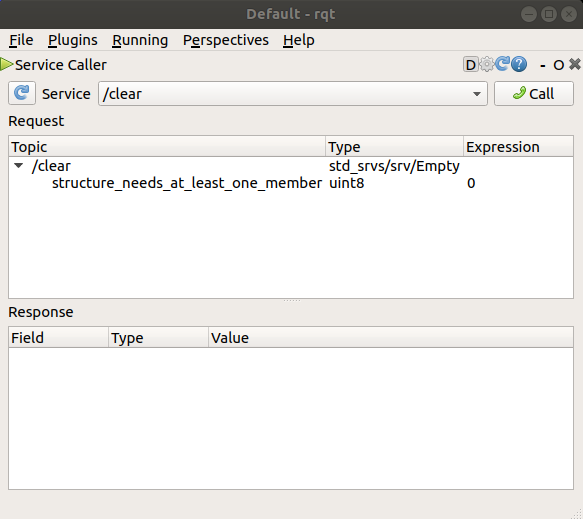 Default - rqt
File Plugins Running Perspectives Help
Service Caller D ? - O
Service /clear Call
Request
Topic Type Expression
/clear std_srvs/srv/Empty
structure_needs_at_least_one_member uint8 0
Response
Field Type Value